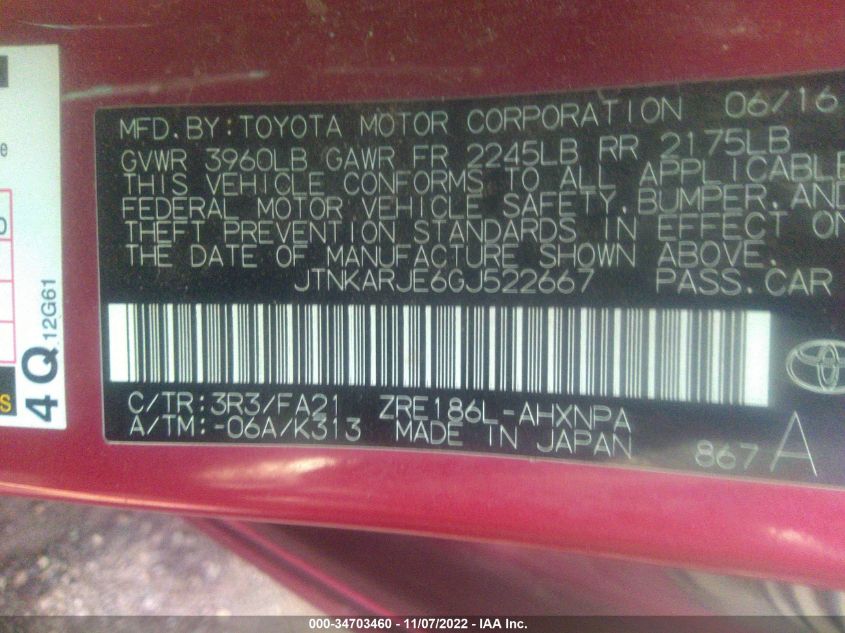 MFD.BY:TOYOTA MOTOR CORPORATION 06/16
GVWR 3960LB GAWR FR 2245LB RR 2175LB
THIS VEHICLE CONFORMS TO ALL APPLICABLE
FEDERAL MOTOR VEHICLE SAFETY,BUMPER,AND
THEFT PREVENTION STANDARDS IN EFFECT ON
THE DATE OF MANUFACTURE SHOWN ABOVE.
JTNKARJE6GJ522667 PASS.CAR
C/TR:3R3/FA21 ZRE186L-AHXNPA
A/TM:-06A/K313 MADE IN JAPAN
867 A
4Q 12G61
000-34703460 - 11/07/2022 - IAA Inc.